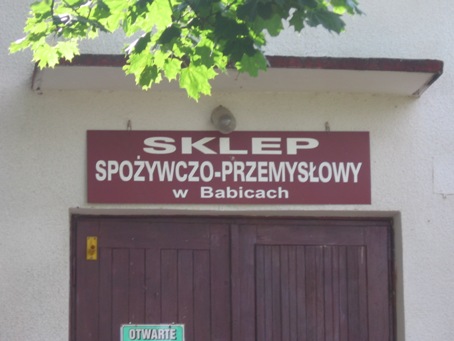 SKLEP
SPOŻYWCZO-PRZEMYSŁOWY
w Babicach
OTWARTE